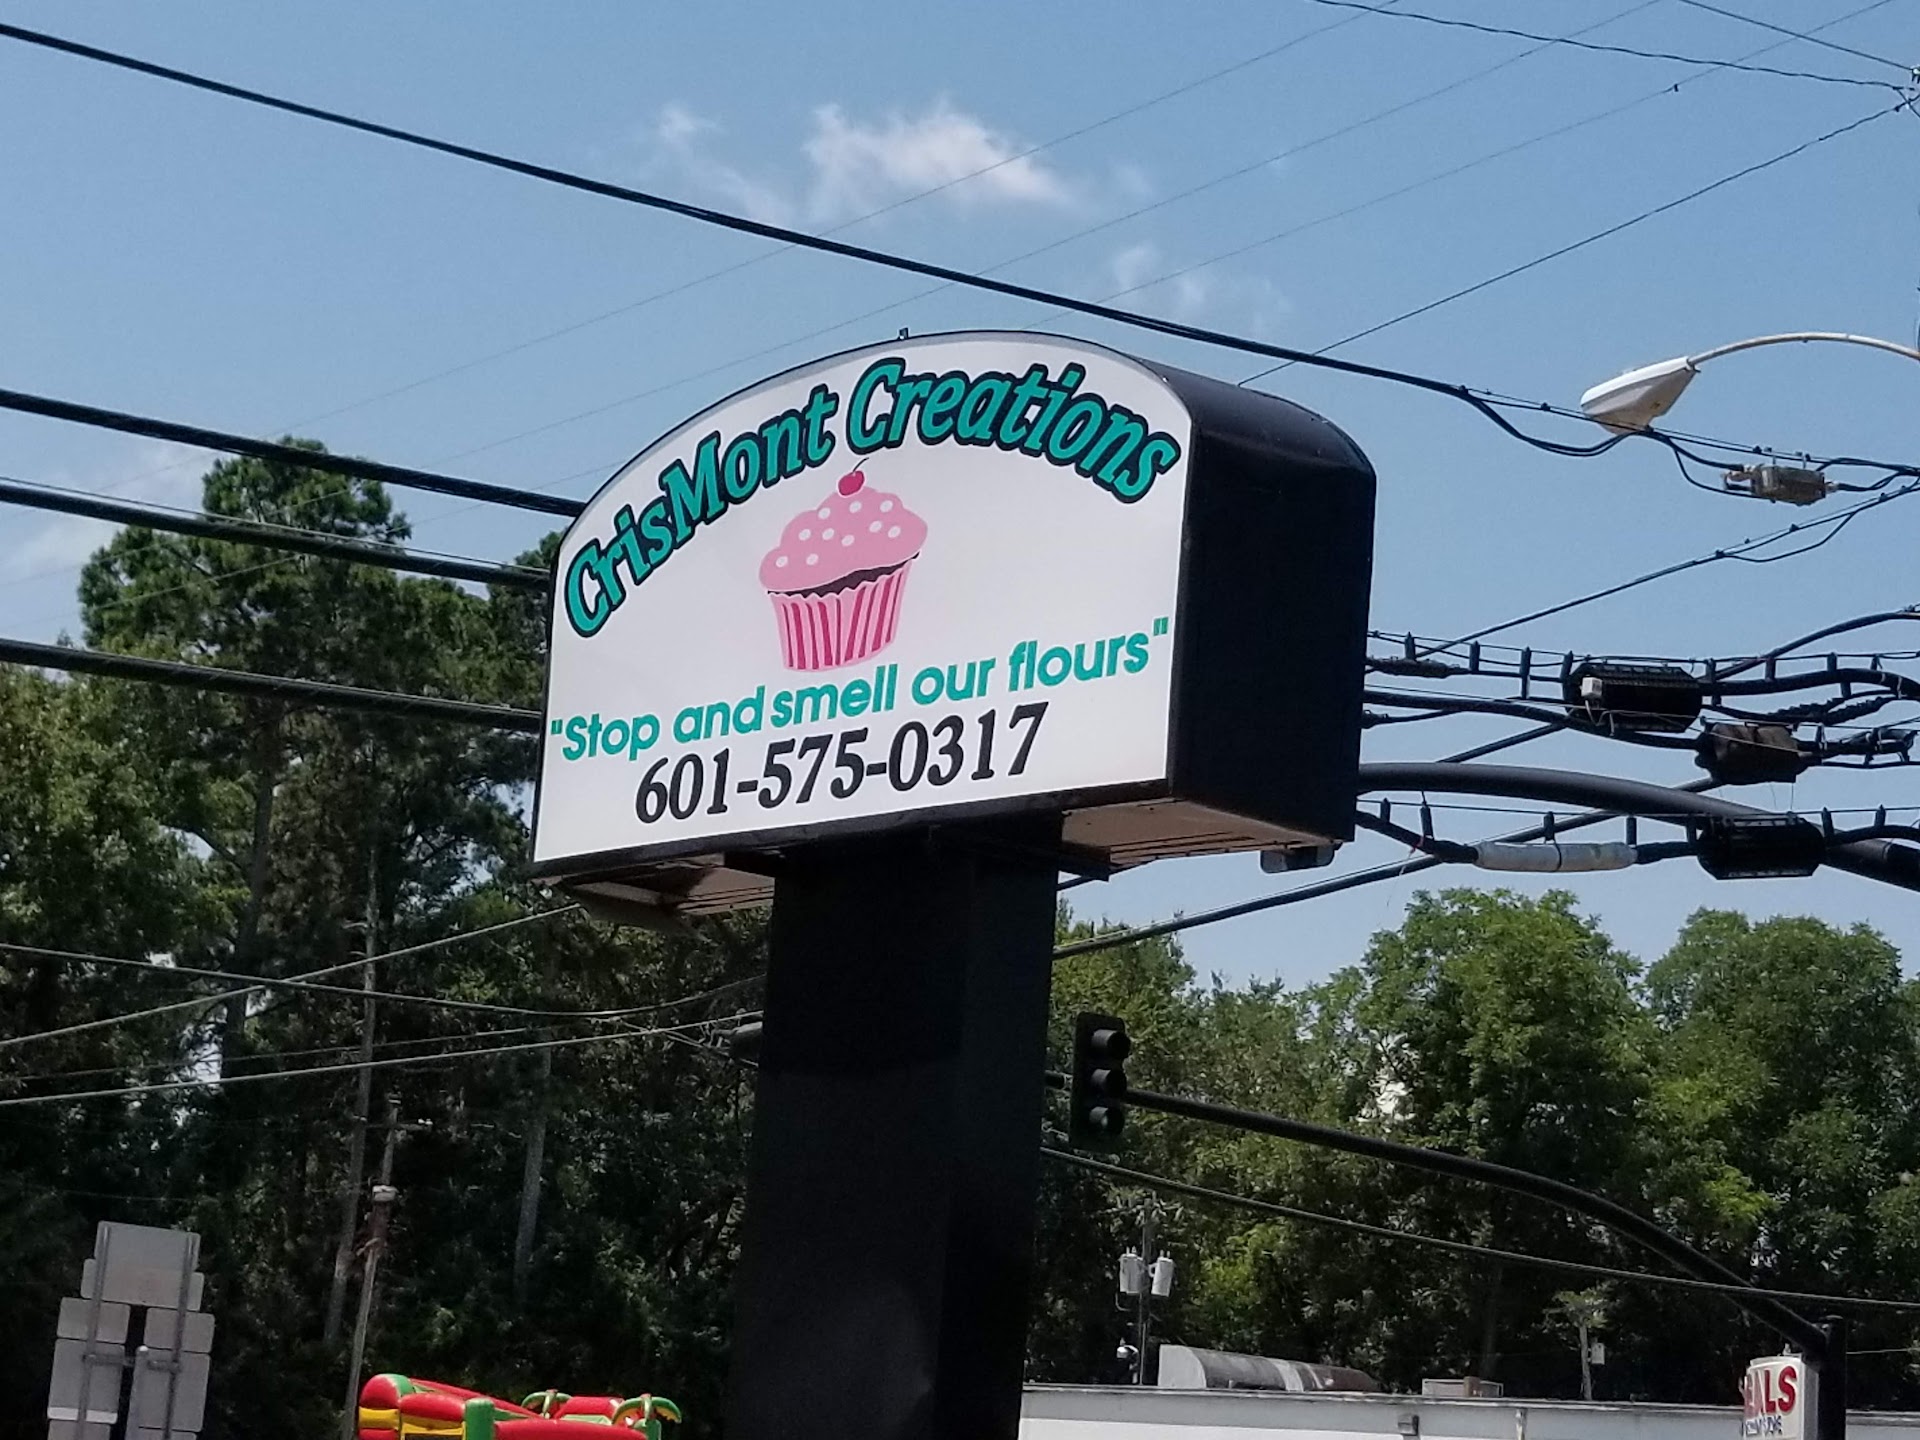 CrisMont Creations
"Stop and smell our flours"
601-575-0317